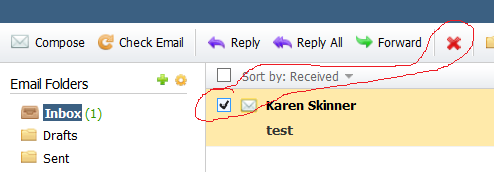 Compose Check Email Reply Reply All Forward
Sort by: Received
Email Folders
Inbox (1)
Karen Skinner
Drafts
test
Sent